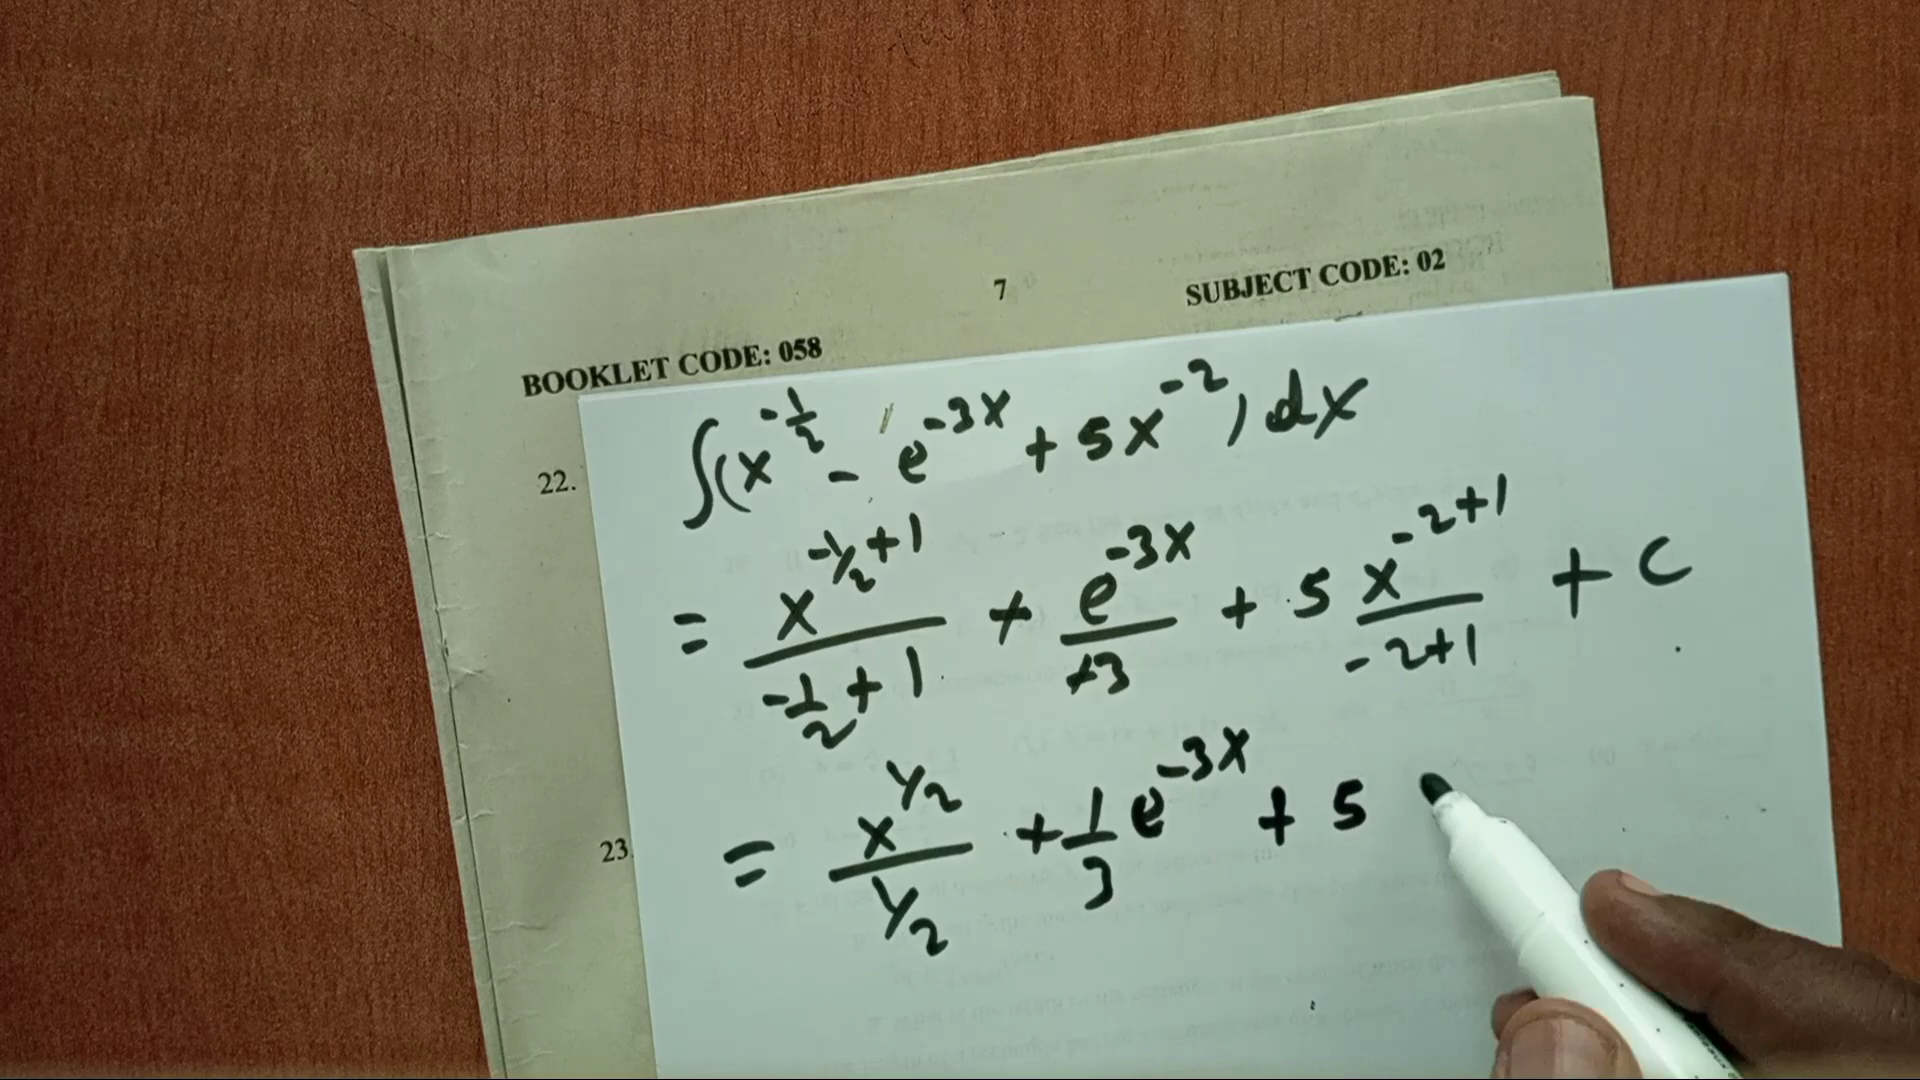 7 SUBJECT CODE: 02
BOOKLET CODE: 058
22. ∫(x^{-1/2} - e^{-3x} + 5x^{-2}) dx
= x^{-1/2+1}/(-1/2+1) + e^{-3x}/+3 + 5 x^{-2+1}/(-2+1) + C
23. = x^{1/2}/(1/2) + 1/3 e^{-3x} + 5